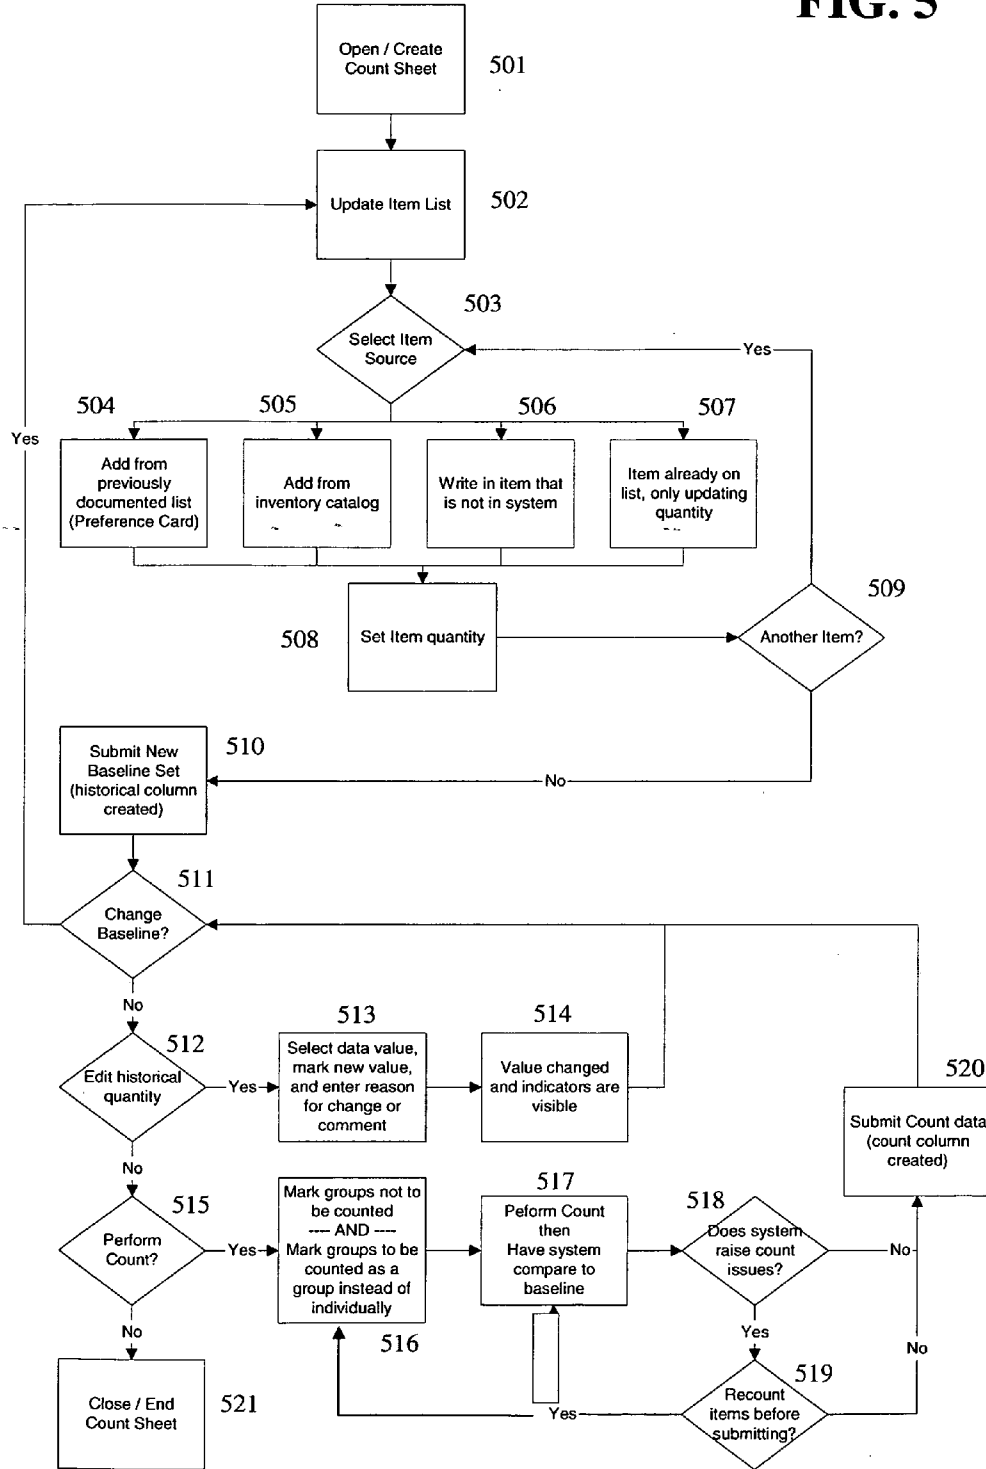 FIG. 5
Open / Create
Count Sheet
501
Update Item List
502
503
Select Item
Source
Yes
504
505
506
507
Yes
Add from
previously
documented list
(Preference Card)
Add from
inventory catalog
Write in item that
is not in system
Item already on
list, only updating
quantity
508
Set Item quantity
509
Another Item?
Submit New
Baseline Set
(historical column
created)
510
No
511
Change
Baseline?
No
512
Edit historical
quantity
Yes
513
Select data value,
mark new value,
and enter reason
for change or
comment
514
Value changed
and indicators are
visible
520
Submit Count data
(count column
created)
No
515
Perform
Count?
Yes
Mark groups not to
be counted
---- AND ----
Mark groups to be
counted as a
group instead of
individually
516
517
Peform Count
then
Have system
compare to
baseline
518
Does system
raise count
issues?
No
Yes
No
519
Recount
items before
submitting?
Yes
No
Close / End
Count Sheet
521